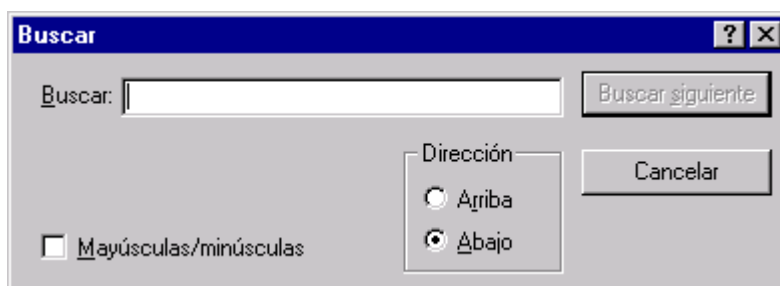 Buscar
Buscar:
Buscar siguiente
Dirección
Arriba
Abajo
Cancelar
Mayúsculas/minúsculas